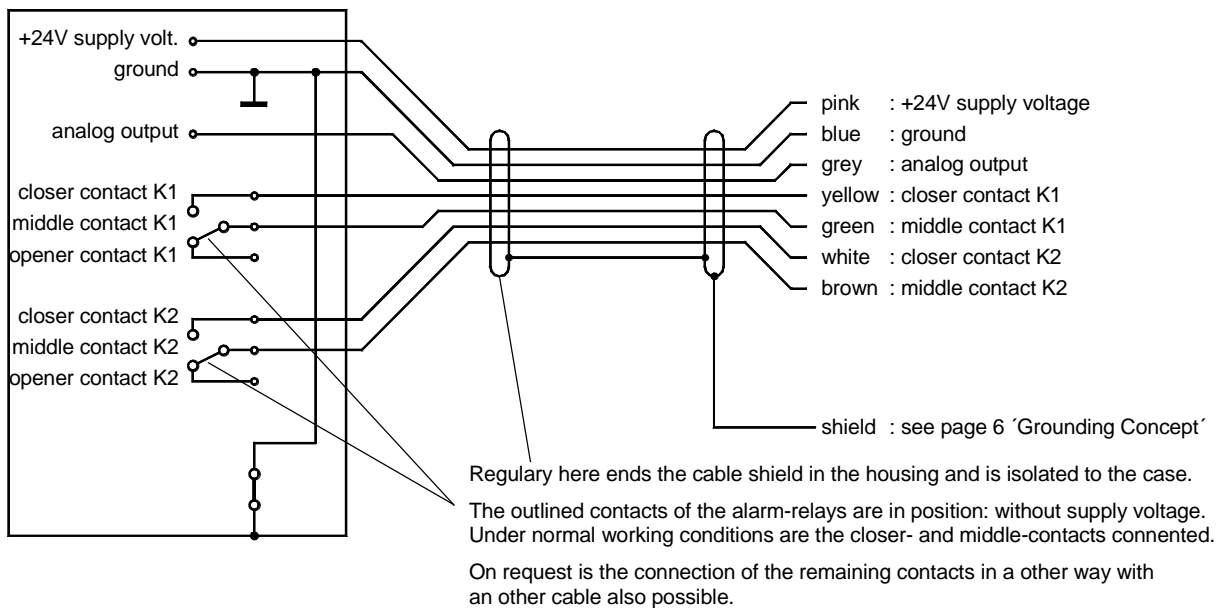 +24V supply volt.
ground
analog output
closer contact K1
middle contact K1
opener contact K1
closer contact K2
middle contact K2
opener contact K2
pink : +24V supply voltage
blue : ground
grey : analog output
yellow : closer contact K1
green : middle contact K1
white : closer contact K2
brown : middle contact K2
shield : see page 6 ´Grounding Concept´
Regulary here ends the cable shield in the housing and is isolated to the case.
The outlined contacts of the alarm-relays are in position: without supply voltage.
Under normal working conditions are the closer- and middle-contacts connented.
On request is the connection of the remaining contacts in a other way with
an other cable also possible.